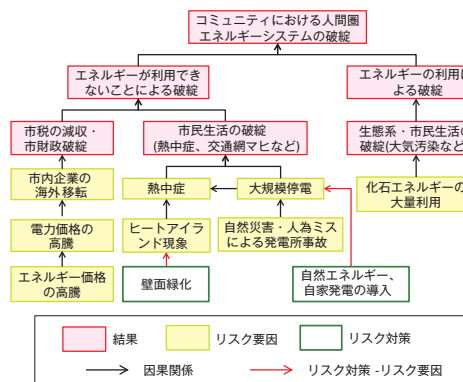 コミュニティにおける人間圏
エネルギーシステムの破綻
エネルギーが利用でき
ないことによる破綻
エネルギーの利用に
よる破綻
市税の減収・
市財政破綻
市民生活の破綻
(熱中症、交通網マヒなど)
生態系・市民生活の
破綻(大気汚染など)
市内企業の
海外移転
熱中症
大規模停電
化石エネルギーの
大量利用
電力価格の
高騰
ヒートアイラ
ンド現象
自然災害・人為ミス
による発電所事故
エネルギー価格
の高騰
壁面緑化
自然エネルギー、
自家発電の導入
結果
リスク要因
リスク対策
因果関係
リスク対策-リスク要因